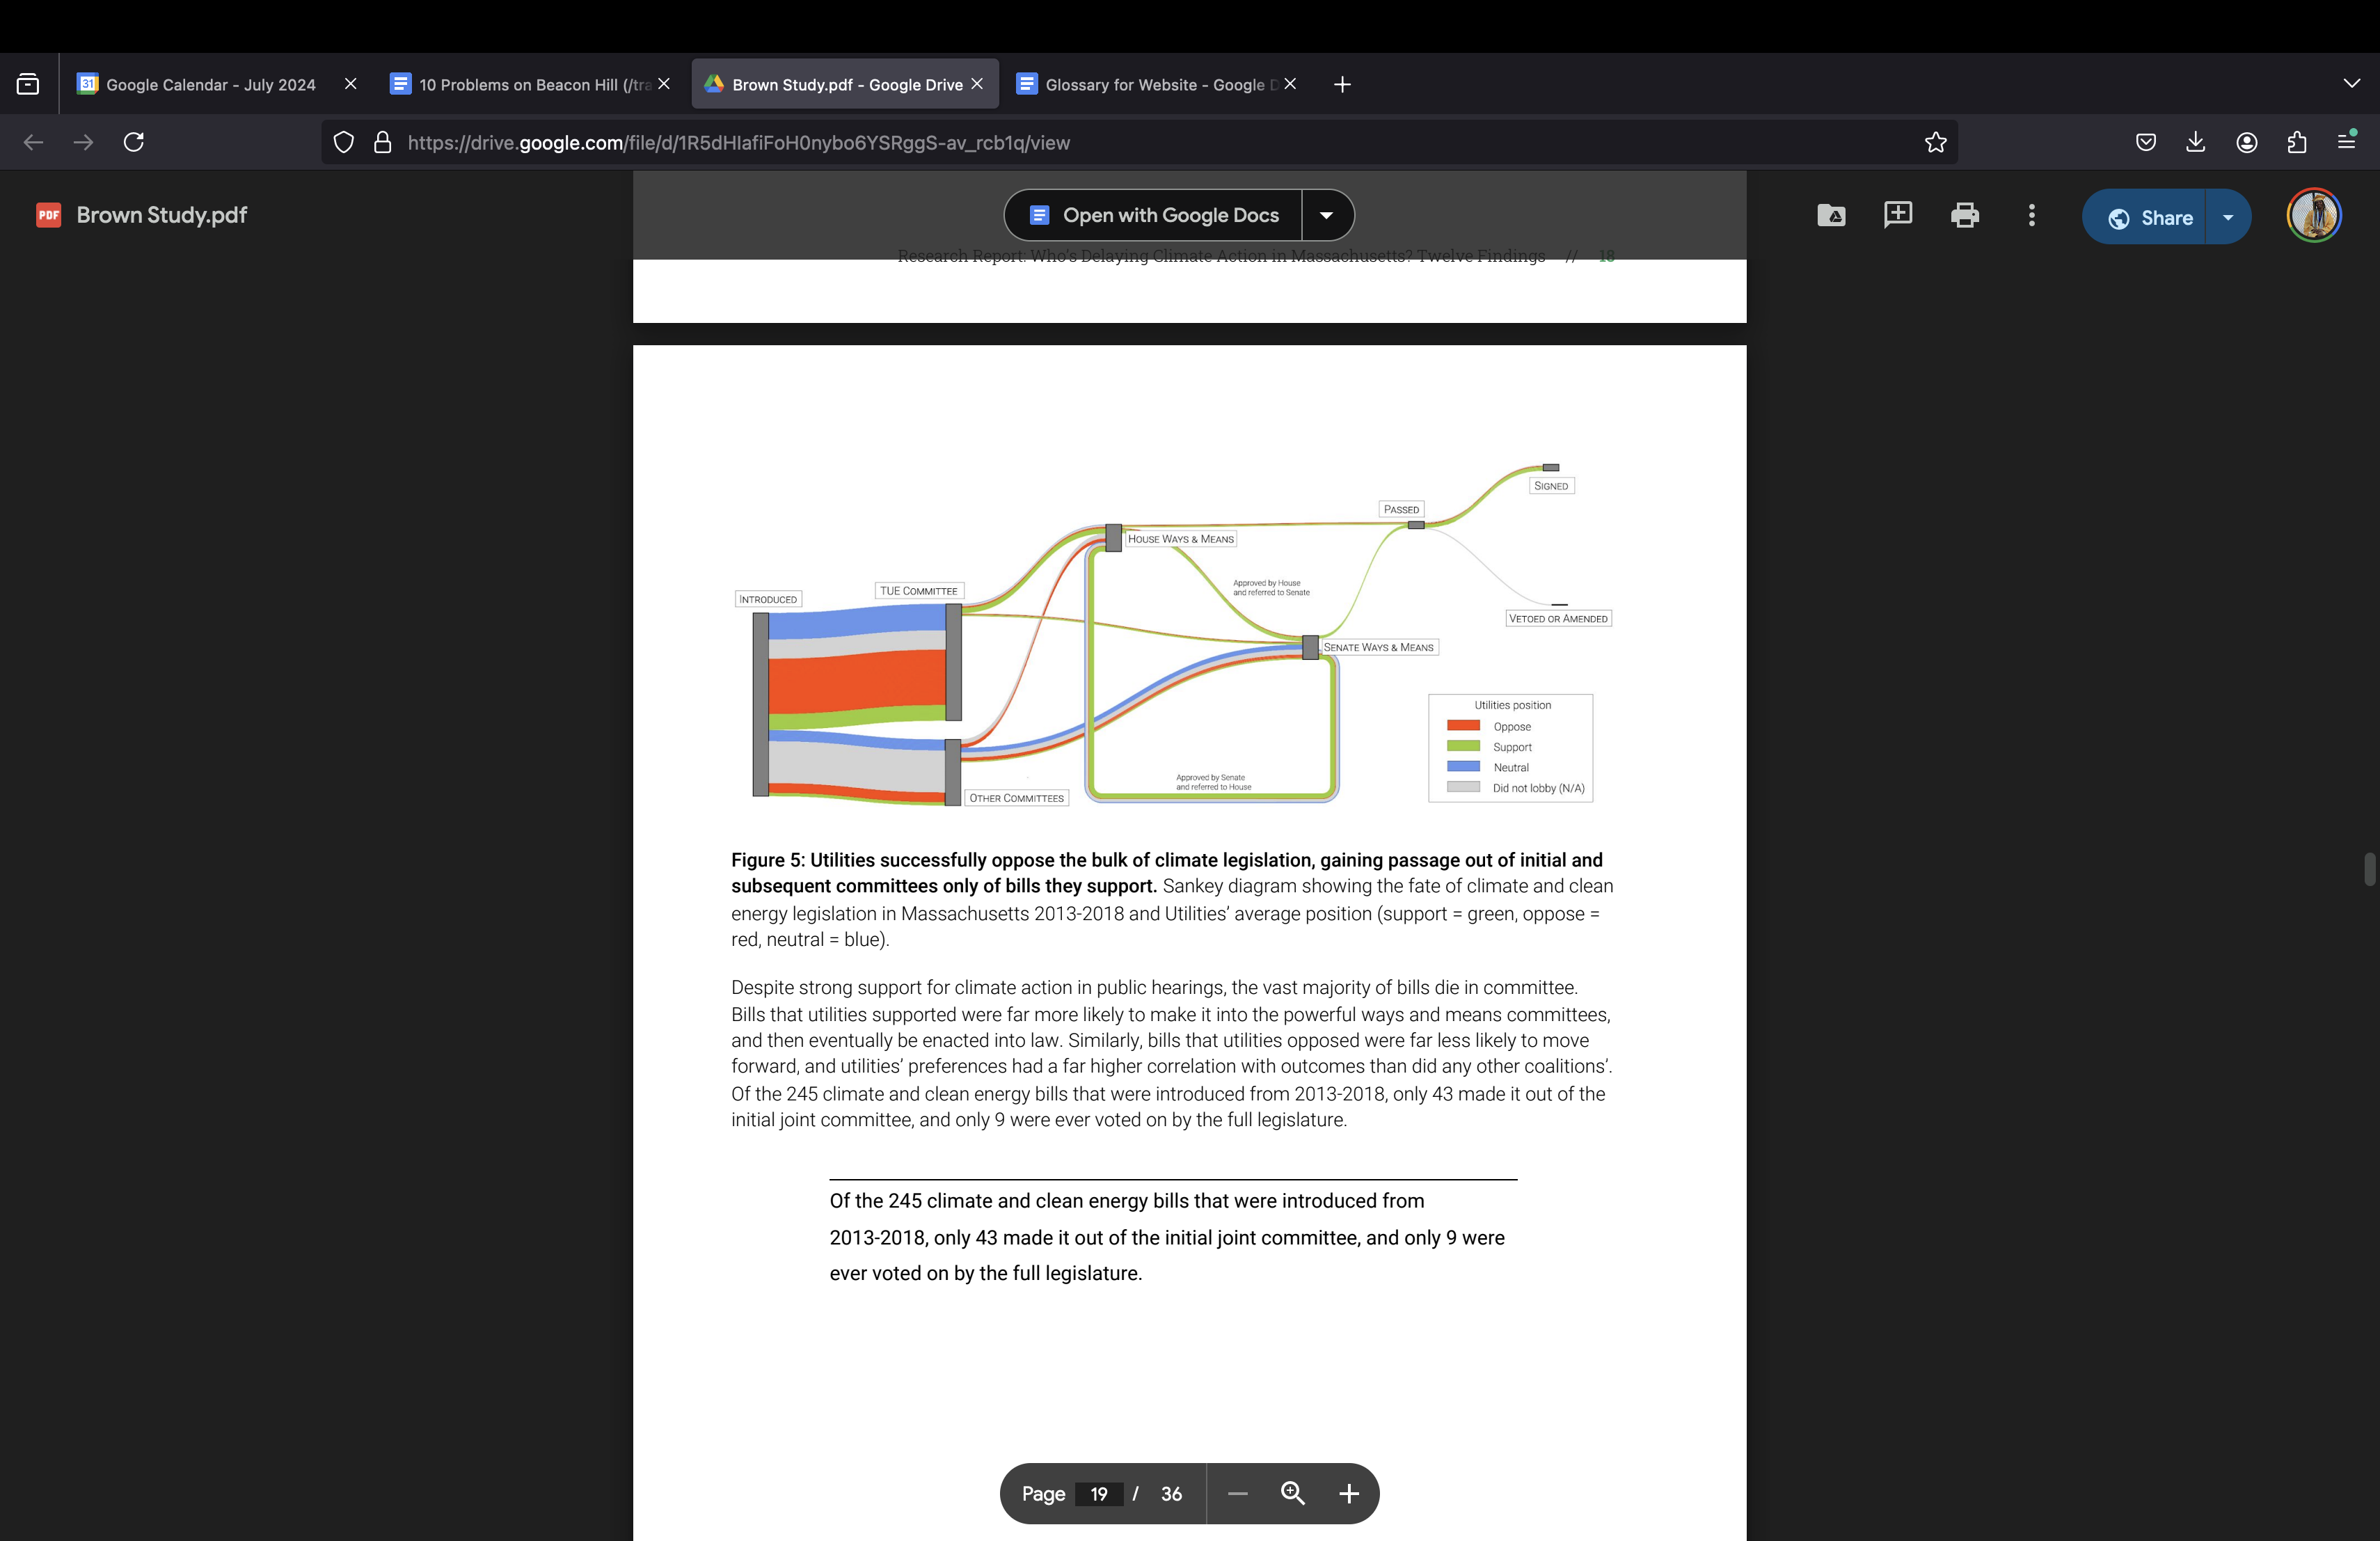 Google Calendar - July 2024
10 Problems on Beacon Hill (/tra
Brown Study.pdf - Google Drive
Glossary for Website - Google D
https://drive.google.com/file/d/1R5dHIafiFoH0nybo6YSRggS-av_rcb1q/view
PDF Brown Study.pdf
Open with Google Docs
Share
Research Report: Who's Delaying Climate Action in Massachusetts? Twelve Findings // 18
SIGNED
PASSED
HOUSE WAYS & MEANS
Approved by House
and referred to Senate
TUE COMMITTEE
INTRODUCED
VETOED OR AMENDED
SENATE WAYS & MEANS
Utilities position
Oppose
Support
Neutral
Did not lobby (N/A)
Approved by Senate
and referred to House
OTHER COMMITTEES
Figure 5: Utilities successfully oppose the bulk of climate legislation, gaining passage out of initial and
subsequent committees only of bills they support. Sankey diagram showing the fate of climate and clean
energy legislation in Massachusetts 2013-2018 and Utilities' average position (support = green, oppose =
red, neutral = blue).
Despite strong support for climate action in public hearings, the vast majority of bills die in committee.
Bills that utilities supported were far more likely to make it into the powerful ways and means committees,
and then eventually be enacted into law. Similarly, bills that utilities opposed were far less likely to move
forward, and utilities' preferences had a far higher correlation with outcomes than did any other coalitions'.
Of the 245 climate and clean energy bills that were introduced from 2013-2018, only 43 made it out of the
initial joint committee, and only 9 were ever voted on by the full legislature.
Of the 245 climate and clean energy bills that were introduced from
2013-2018, only 43 made it out of the initial joint committee, and only 9 were
ever voted on by the full legislature.
Page 19 / 36